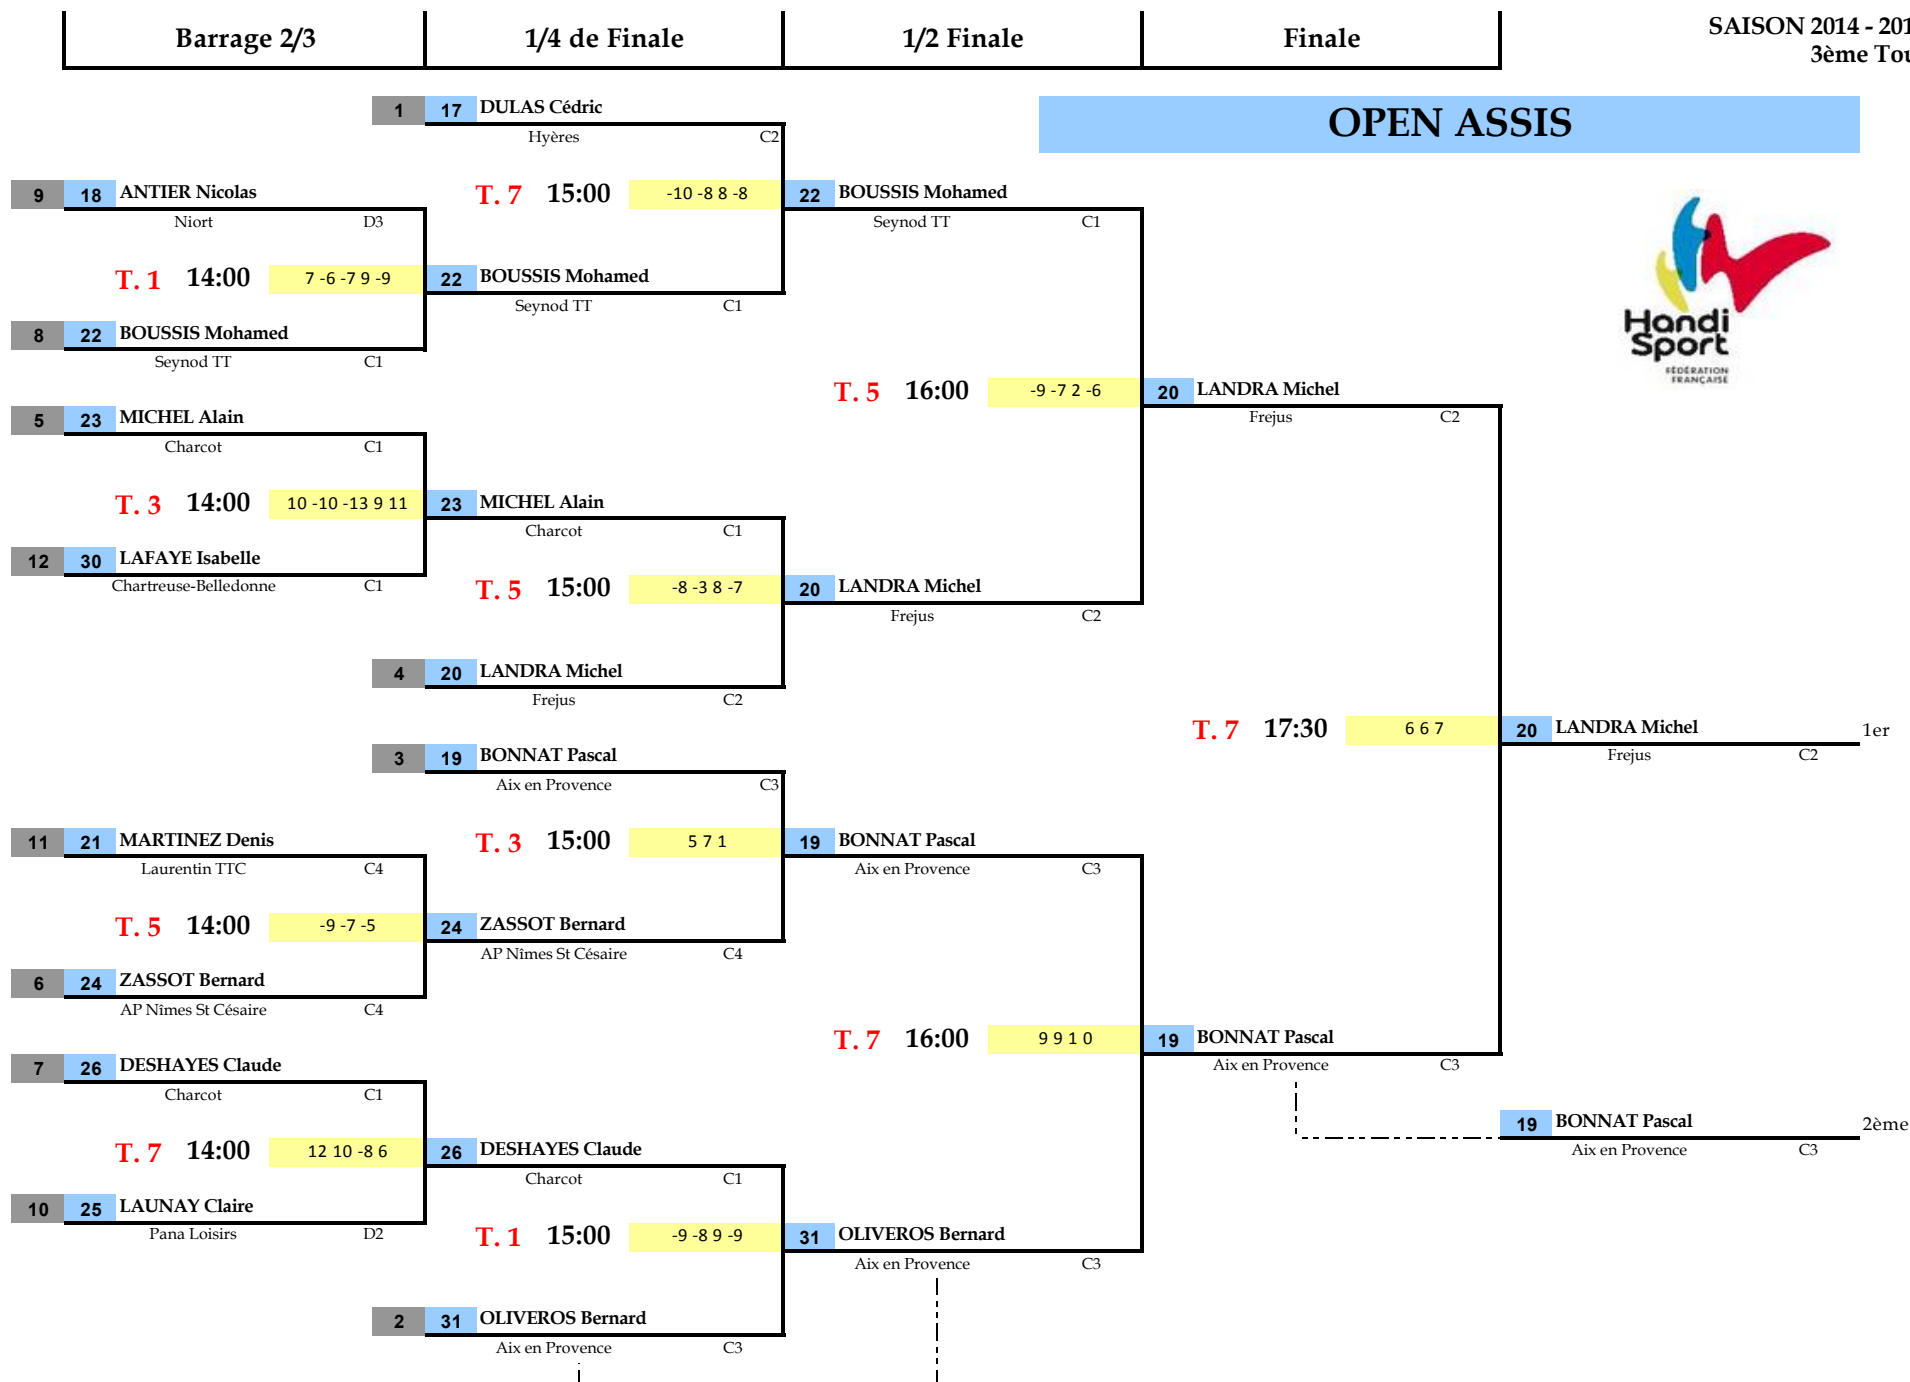 Barrage 2/3 1/4 de Finale 1/2 Finale Finale
SAISON 2014 - 201
3ème Tou
OPEN ASSIS
1 17 DULAS Cédric
Hyères C2
9 18 ANTIER Nicolas
Niort D3
T. 7 15:00 -10 -8 8 -8
22 BOUSSIS Mohamed
Seynod TT C1
T. 1 14:00 7 -6 -7 9 -9
22 BOUSSIS Mohamed
Seynod TT C1
8 22 BOUSSIS Mohamed
Seynod TT C1
Handi
Sport
FÉDÉRATION
FRANÇAISE
T. 5 16:00 -9 -7 2 -6
20 LANDRA Michel
Frejus C2
5 23 MICHEL Alain
Charcot C1
T. 3 14:00 10 -10 -13 9 11
23 MICHEL Alain
Charcot C1
12 30 LAFAYE Isabelle
Chartreuse-Belledonne C1
T. 5 15:00 -8 -3 8 -7
20 LANDRA Michel
Frejus C2
4 20 LANDRA Michel
Frejus C2
T. 7 17:30 6 6 7
20 LANDRA Michel 1er
Frejus C2
3 19 BONNAT Pascal
Aix en Provence C3
11 21 MARTINEZ Denis
Laurentin TTC C4
T. 3 15:00 5 7 1
19 BONNAT Pascal
Aix en Provence C3
T. 5 14:00 -9 -7 -5
24 ZASSOT Bernard
AP Nîmes St Césaire C4
6 24 ZASSOT Bernard
AP Nîmes St Césaire C4
T. 7 16:00 9 9 1 0
19 BONNAT Pascal
Aix en Provence C3
7 26 DESHAYES Claude
Charcot C1
19 BONNAT Pascal 2ème
Aix en Provence C3
T. 7 14:00 12 10 -8 6
26 DESHAYES Claude
Charcot C1
10 25 LAUNAY Claire
Pana Loisirs D2
T. 1 15:00 -9 -8 9 -9
31 OLIVEROS Bernard
Aix en Provence C3
2 31 OLIVEROS Bernard
Aix en Provence C3